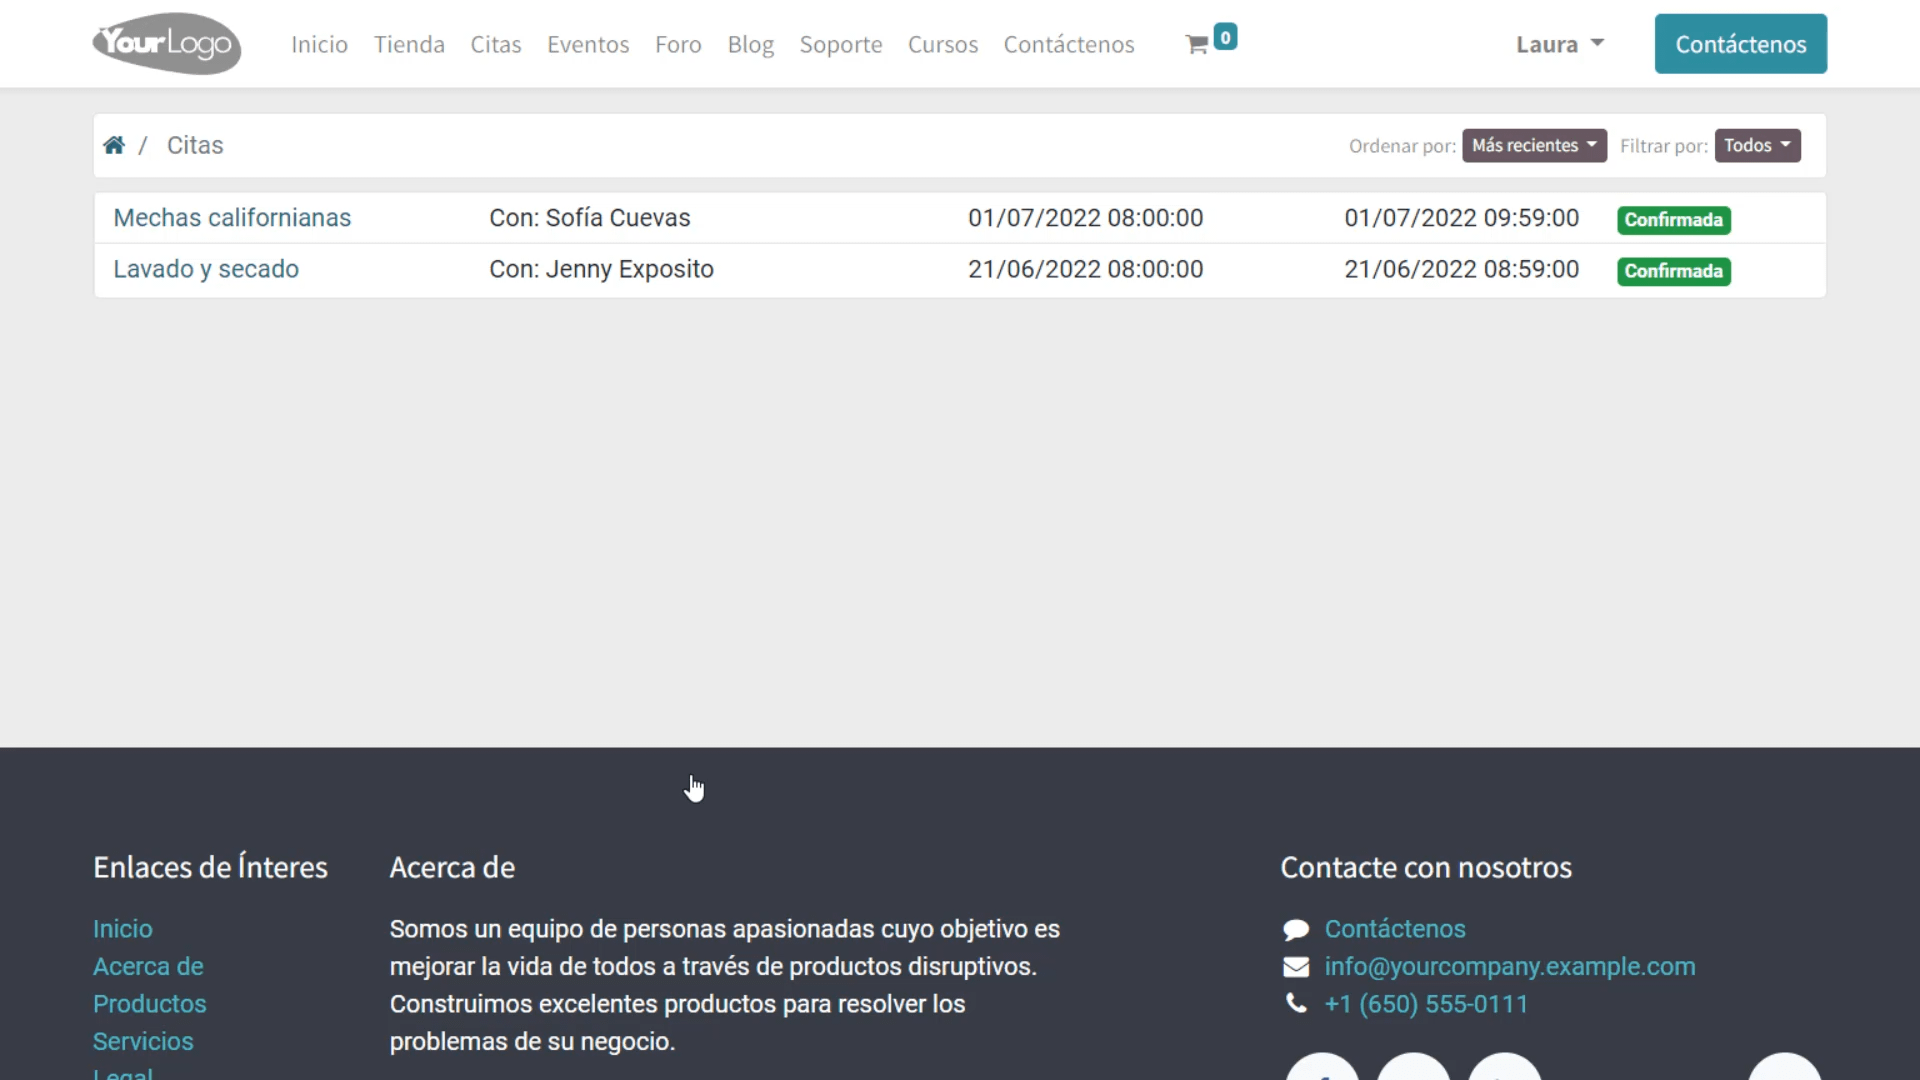 YourLogo Inicio Tienda Citas Eventos Foro Blog Soporte Cursos Contáctenos 0 Laura Contáctenos
/ Citas Ordenar por: Más recientes Filtrar por: Todos
Mechas californianas Con: Sofía Cuevas 01/07/2022 08:00:00 01/07/2022 09:59:00 Confirmada
Lavado y secado Con: Jenny Exposito 21/06/2022 08:00:00 21/06/2022 08:59:00 Confirmada
Enlaces de Ínteres
Inicio
Acerca de
Productos
Servicios
Legal
Acerca de
Somos un equipo de personas apasionadas cuyo objetivo es
mejorar la vida de todos a través de productos disruptivos.
Construimos excelentes productos para resolver los
problemas de su negocio.
Contacte con nosotros
Contáctenos
info@yourcompany.example.com
+1 (650) 555-0111